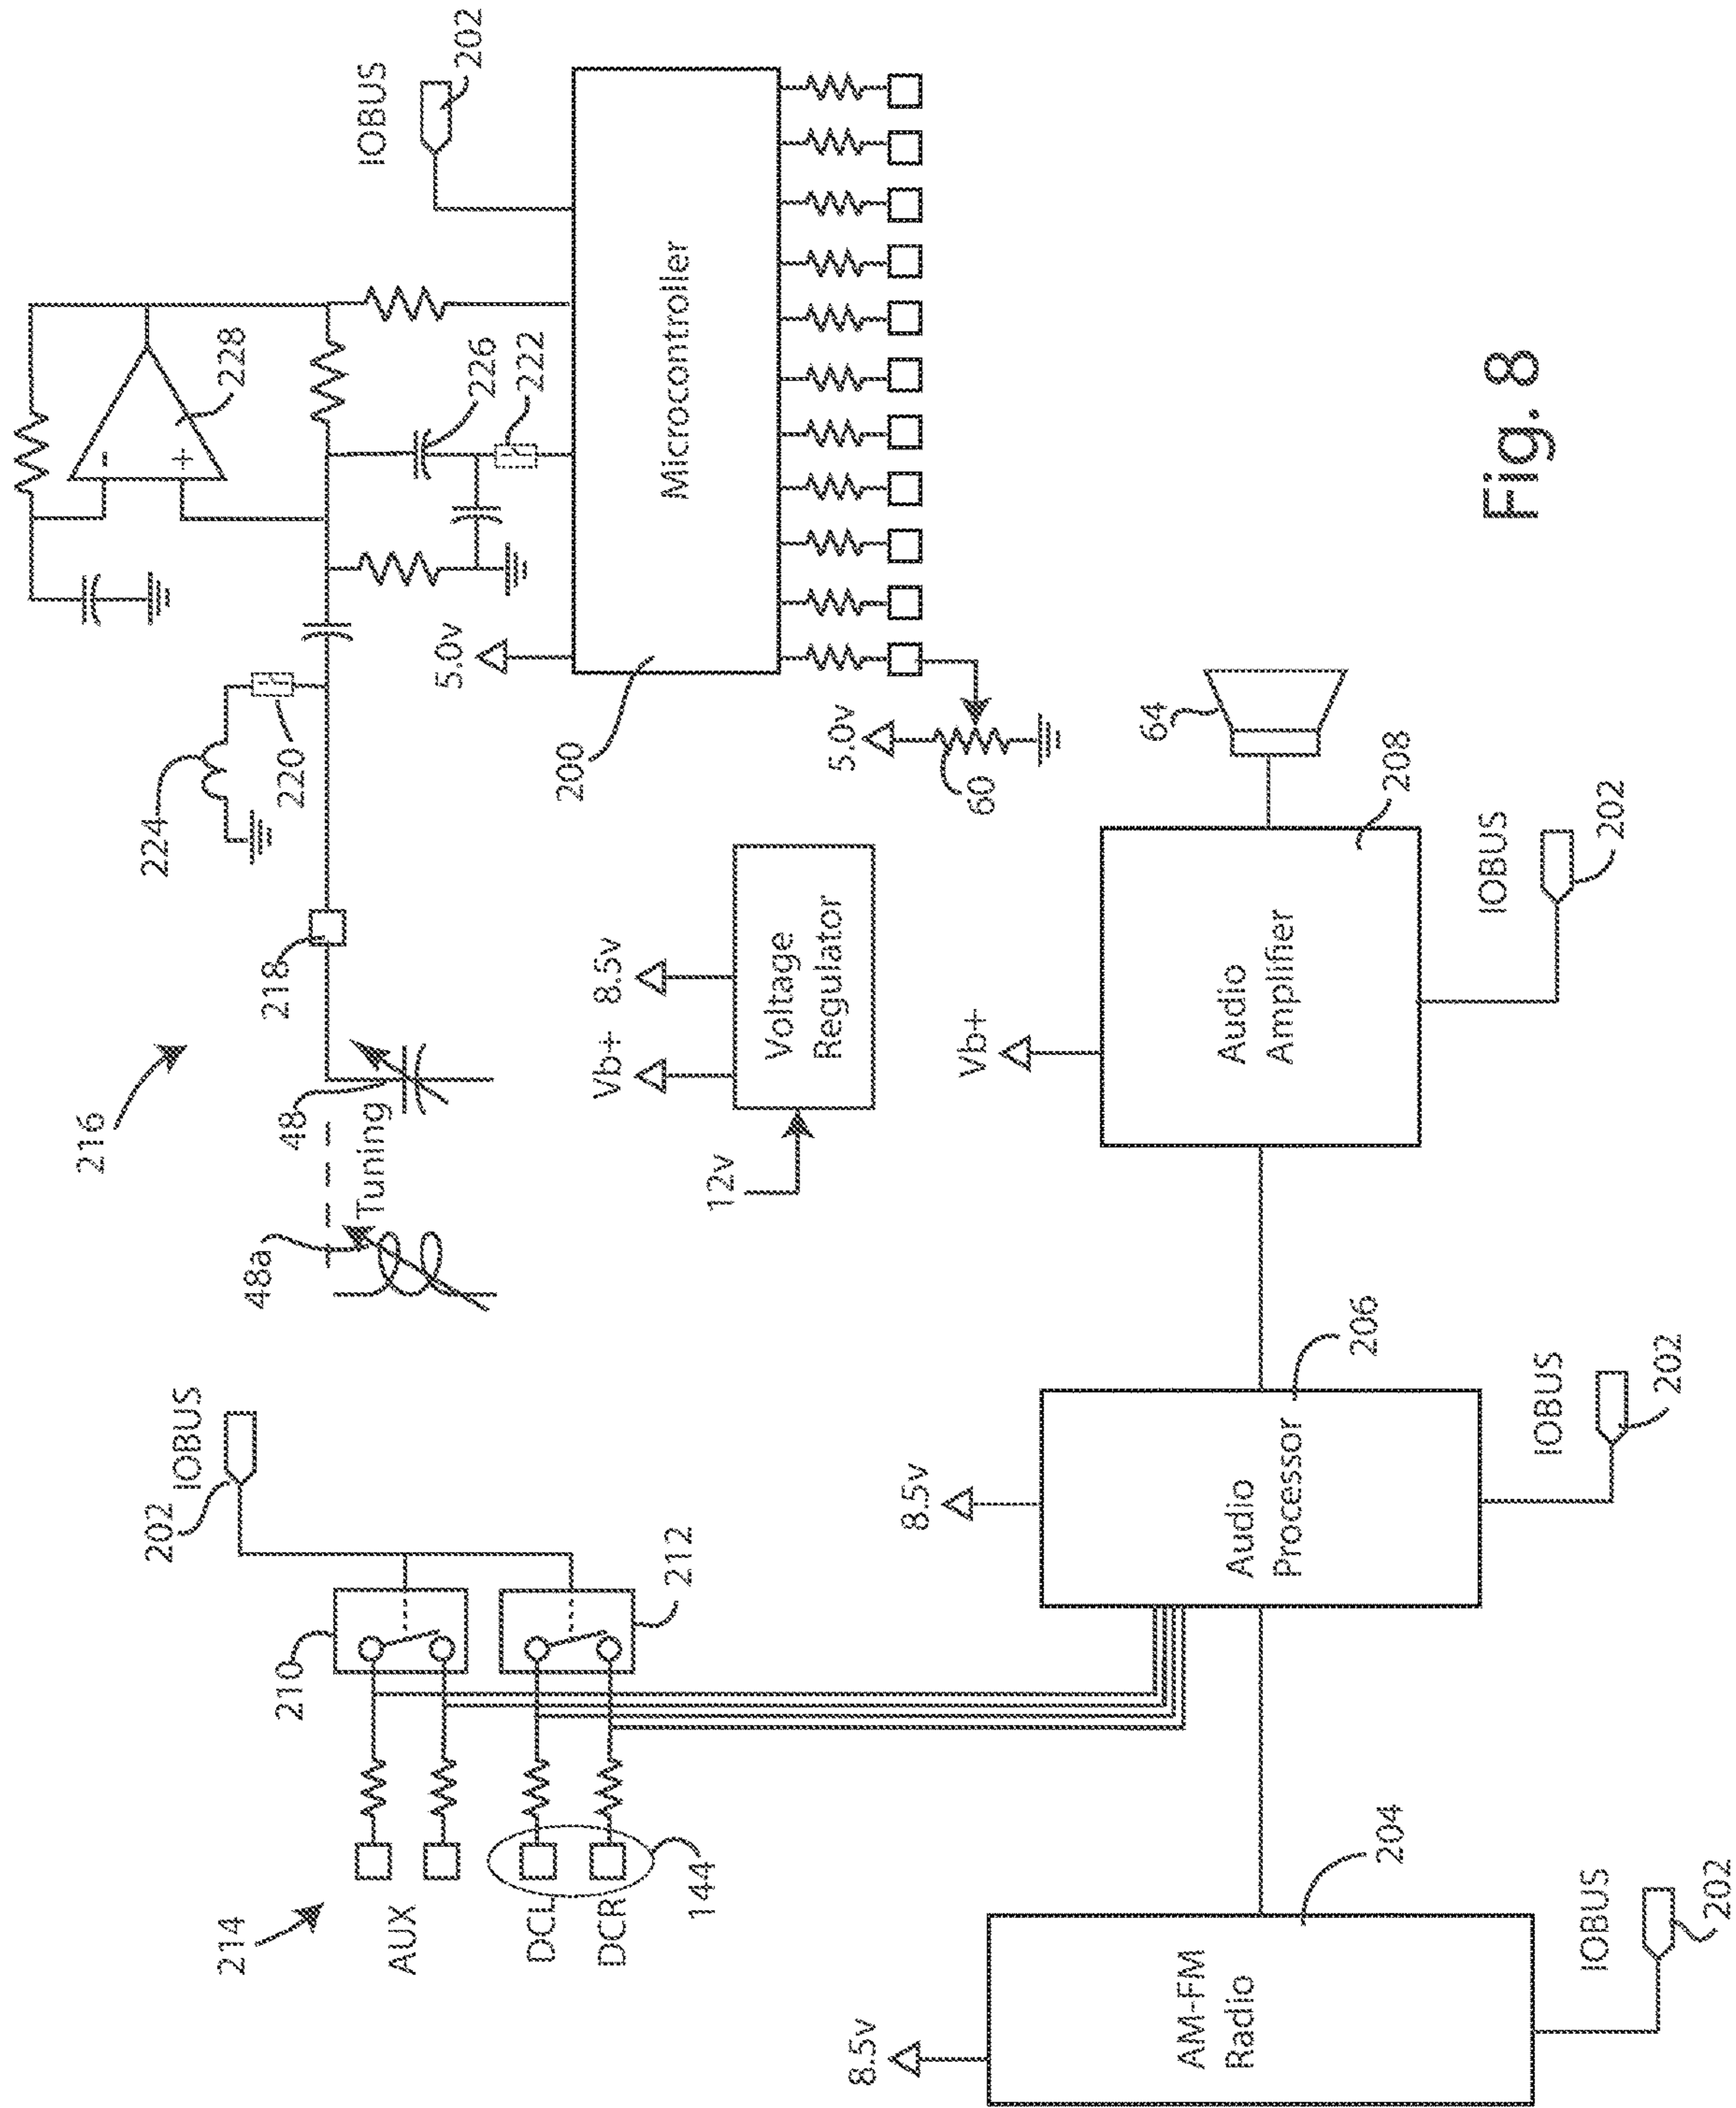 214
AUX
DCL
DCR
144
210
212
202
IOBUS
216
48a
48
Tuning
218
224
220
-
+
228
226
222
IOBUS
202
5.0v
200
Microcontroller
5.0v
60
12v
Vb+
8.5v
Voltage
Regulator
8.5v
AM-FM
Radio
204
IOBUS
202
8.5v
Audio
Processor
206
IOBUS
202
Vb+
Audio
Amplifier
208
64
IOBUS
202
Fig. 8